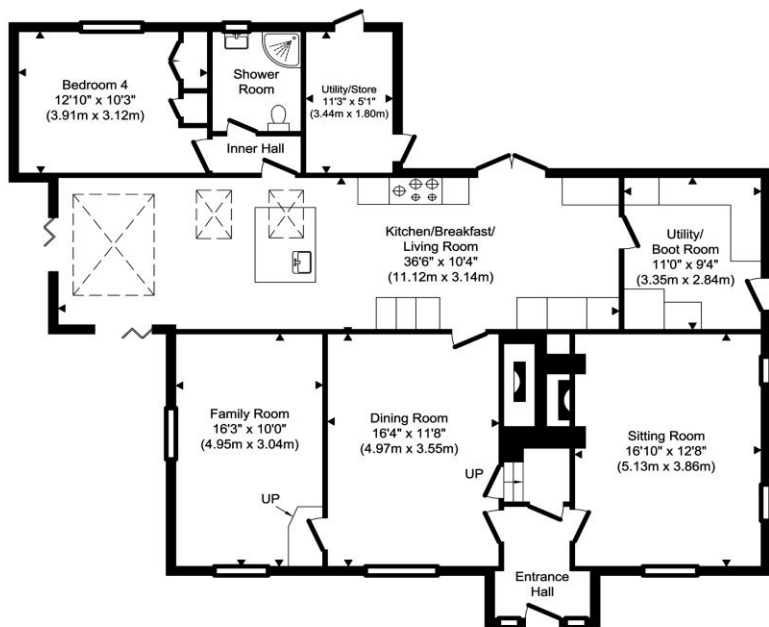 Bedroom 4
12'10" x 10'3"
(3.91m x 3.12m)
Shower
Room
Utility/Store
11'3" x 5'1"
(3.44m x 1.80m)
Inner Hall
Kitchen/Breakfast/
Living Room
36'6" x 10'4"
(11.12m x 3.14m)
Utility/
Boot Room
11'0" x 9'4"
(3.35m x 2.84m)
Family Room
16'3" x 10'0"
(4.95m x 3.04m)
UP
Dining Room
16'4" x 11'8"
(4.97m x 3.55m)
UP
Sitting Room
16'10" x 12'8"
(5.13m x 3.86m)
Entrance
Hall